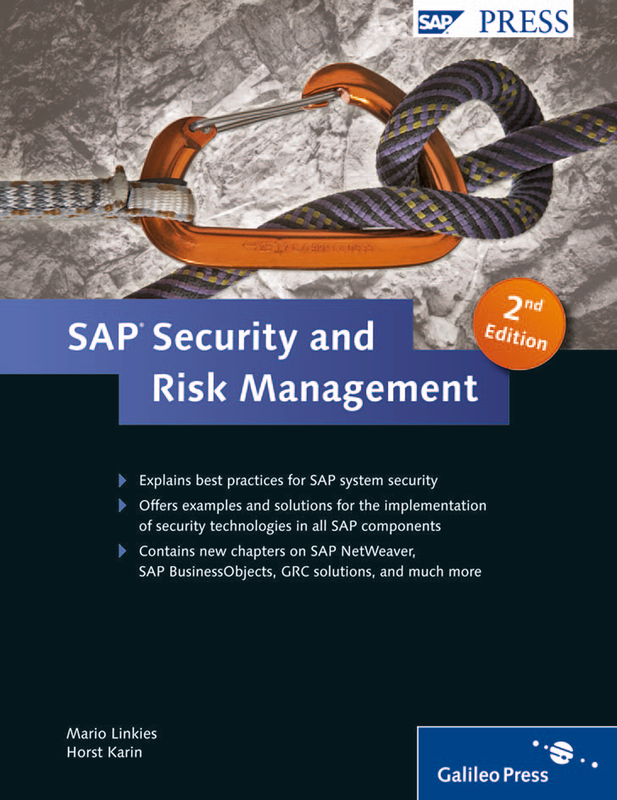 SAP PRESS
2nd
Edition
SAP® Security and
Risk Management
Explains best practices for SAP system security
Offers examples and solutions for the implementation
of security technologies in all SAP components
Contains new chapters on SAP NetWeaver,
SAP BusinessObjects, GRC solutions, and much more
Mario Linkies
Horst Karin
Galileo Press